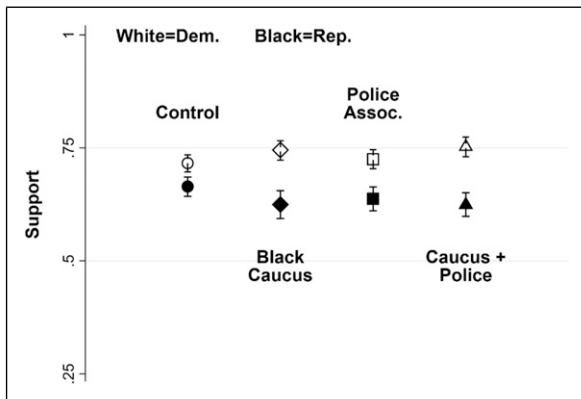 1
White=Dem. Black=Rep.
Police
Control Assoc.
.75
Support
.5
Black Caucus +
Caucus Police
.25